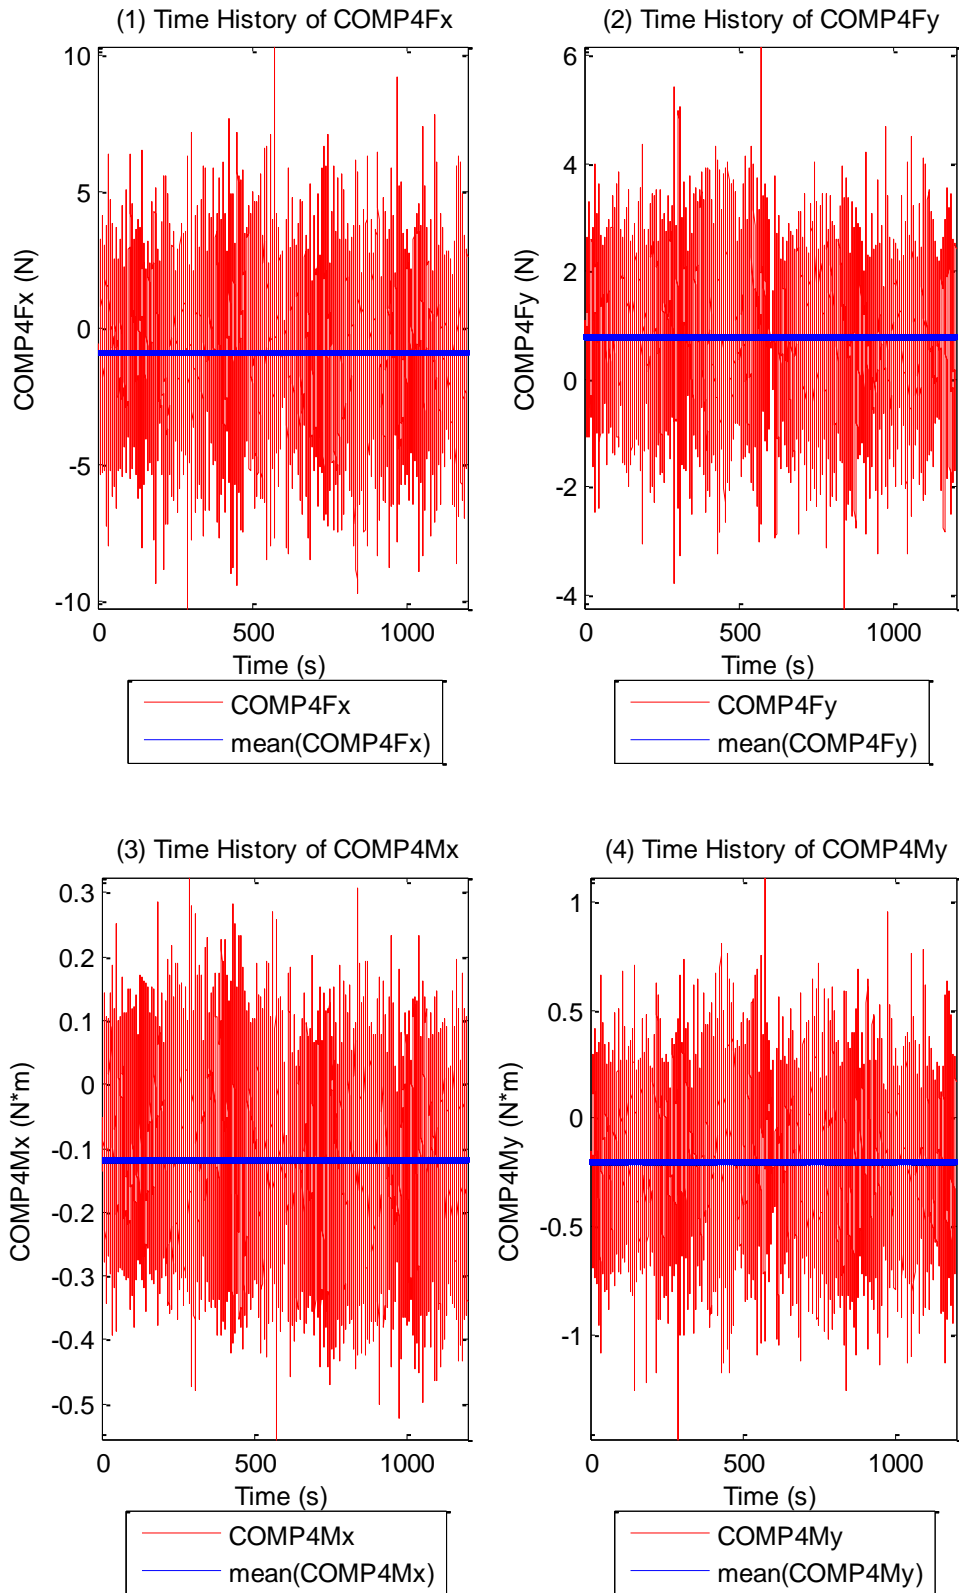 (1) Time History of COMP4Fx
(2) Time History of COMP4Fy
10
5
0
-5
-10
COMP4Fx (N)
0
500
1000
Time (s)
COMP4Fx
mean(COMP4Fx)
6
4
2
0
-2
-4
COMP4Fy (N)
0
500
1000
Time (s)
COMP4Fy
mean(COMP4Fy)
(3) Time History of COMP4Mx
(4) Time History of COMP4My
0.3
0.2
0.1
0
-0.1
-0.2
-0.3
-0.4
-0.5
COMP4Mx (N*m)
0
500
1000
Time (s)
COMP4Mx
mean(COMP4Mx)
1
0.5
0
-0.5
-1
COMP4My (N*m)
0
500
1000
Time (s)
COMP4My
mean(COMP4My)